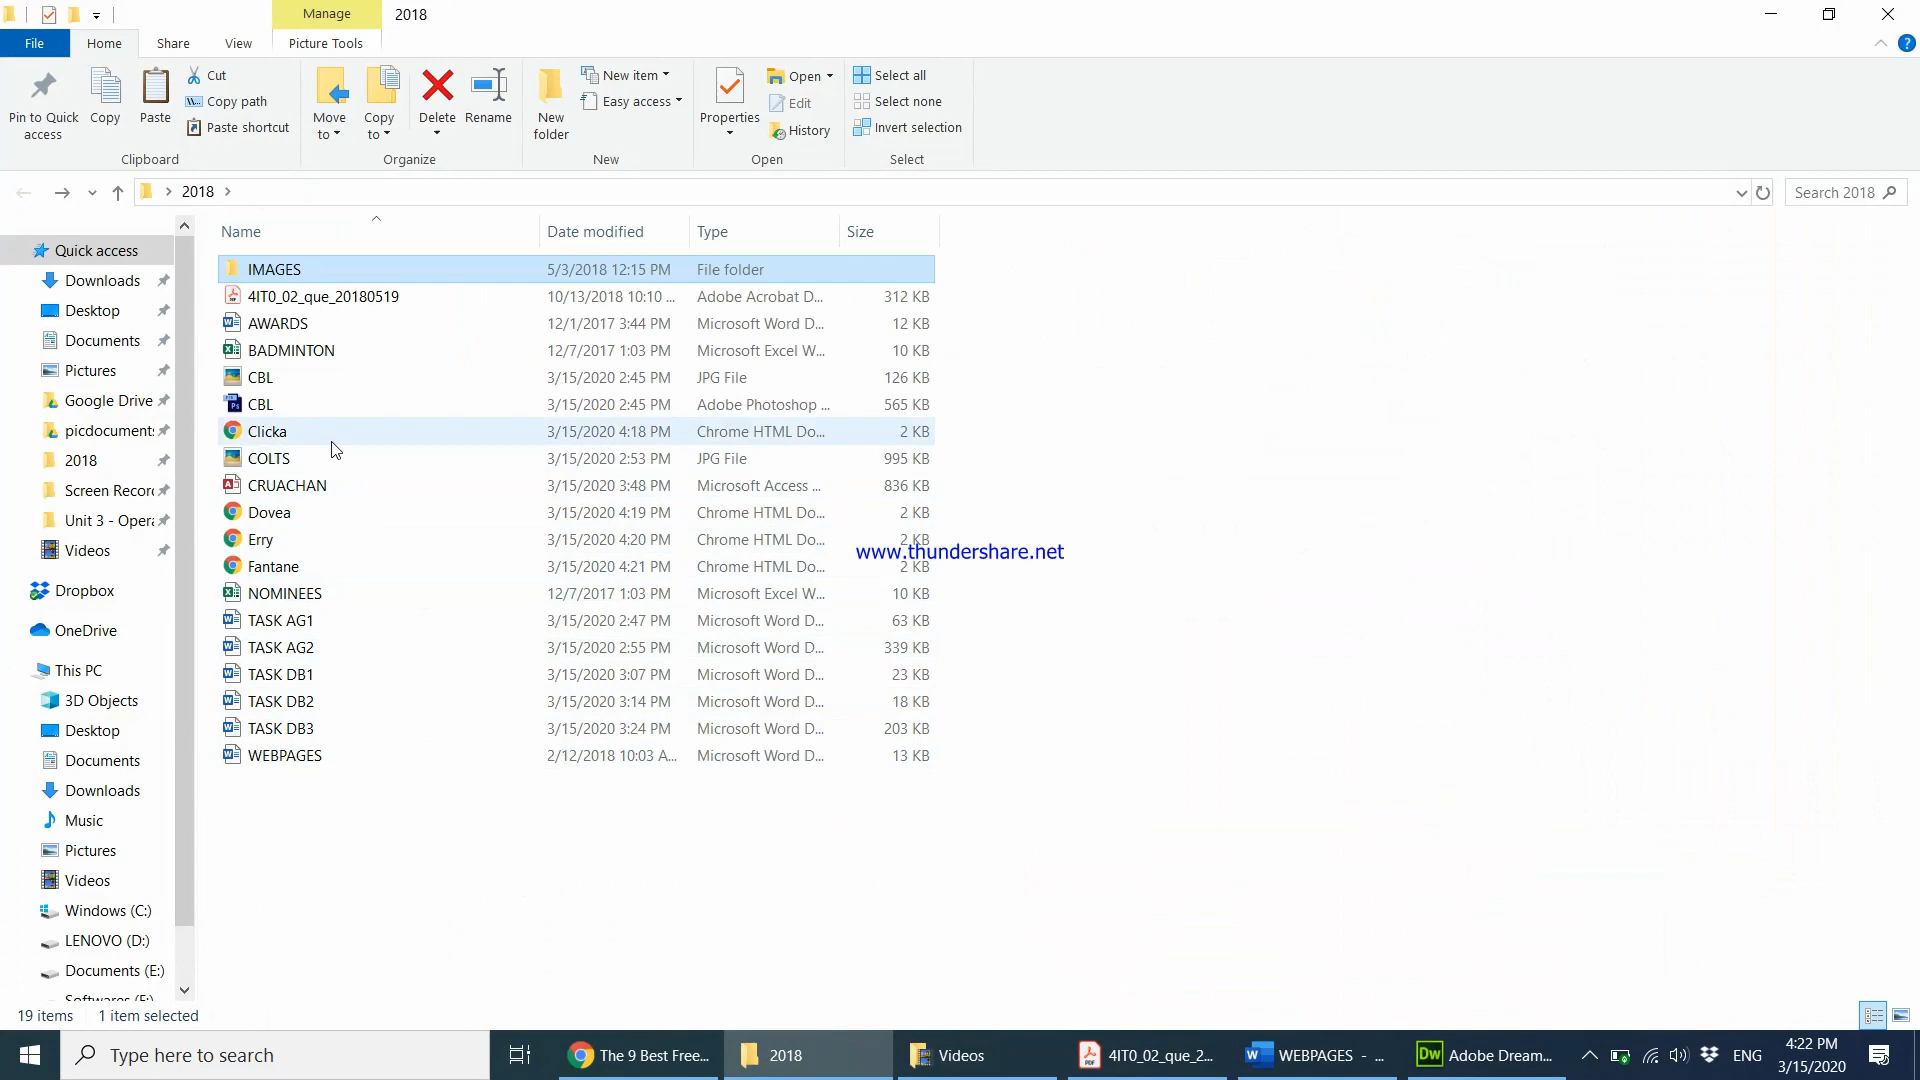 Manage
2018
File
Home
Share
View
Picture Tools
Pin to Quick access
Copy
Paste
Cut
Copy path
Paste shortcut
Clipboard
Move to
Copy to
Delete
Rename
Organize
New folder
New item
Easy access
New
Properties
Open
Edit
History
Open
Select all
Select none
Invert selection
Select
2018
Search 2018
Name Date modified Type Size
IMAGES 5/3/2018 12:15 PM File folder
4IT0_02_que_20180519 10/13/2018 10:10 ... Adobe Acrobat D... 312 KB
AWARDS 12/1/2017 3:44 PM Microsoft Word D... 12 KB
BADMINTON 12/7/2017 1:03 PM Microsoft Excel W... 10 KB
CBL 3/15/2020 2:45 PM JPG File 126 KB
CBL 3/15/2020 2:45 PM Adobe Photoshop ... 565 KB
Clicka 3/15/2020 4:18 PM Chrome HTML Do... 2 KB
COLTS 3/15/2020 2:53 PM JPG File 995 KB
CRUACHAN 3/15/2020 3:48 PM Microsoft Access ... 836 KB
Dovea 3/15/2020 4:19 PM Chrome HTML Do... 2 KB
Erry 3/15/2020 4:20 PM Chrome HTML Do... 2 KB
www.thundershare.net
Fantane 3/15/2020 4:21 PM Chrome HTML Do... 2 KB
NOMINEES 12/7/2017 1:03 PM Microsoft Excel W... 10 KB
TASK AG1 3/15/2020 2:47 PM Microsoft Word D... 63 KB
TASK AG2 3/15/2020 2:55 PM Microsoft Word D... 339 KB
TASK DB1 3/15/2020 3:07 PM Microsoft Word D... 23 KB
TASK DB2 3/15/2020 3:14 PM Microsoft Word D... 18 KB
TASK DB3 3/15/2020 3:24 PM Microsoft Word D... 203 KB
WEBPAGES 2/12/2018 10:03 A... Microsoft Word D... 13 KB
Quick access
Downloads
Desktop
Documents
Pictures
Google Drive
picdocument
2018
Screen Recor
Unit 3 - Opera
Videos
Dropbox
OneDrive
This PC
3D Objects
Desktop
Documents
Downloads
Music
Pictures
Videos
Windows (C:)
LENOVO (D:)
Documents (E:)
Softwares (F:)
19 items 1 item selected
Type here to search
The 9 Best Free...
2018
Videos
4IT0_02_que_2...
WEBPAGES - ...
Adobe Dream...
ENG
4:22 PM
3/15/2020